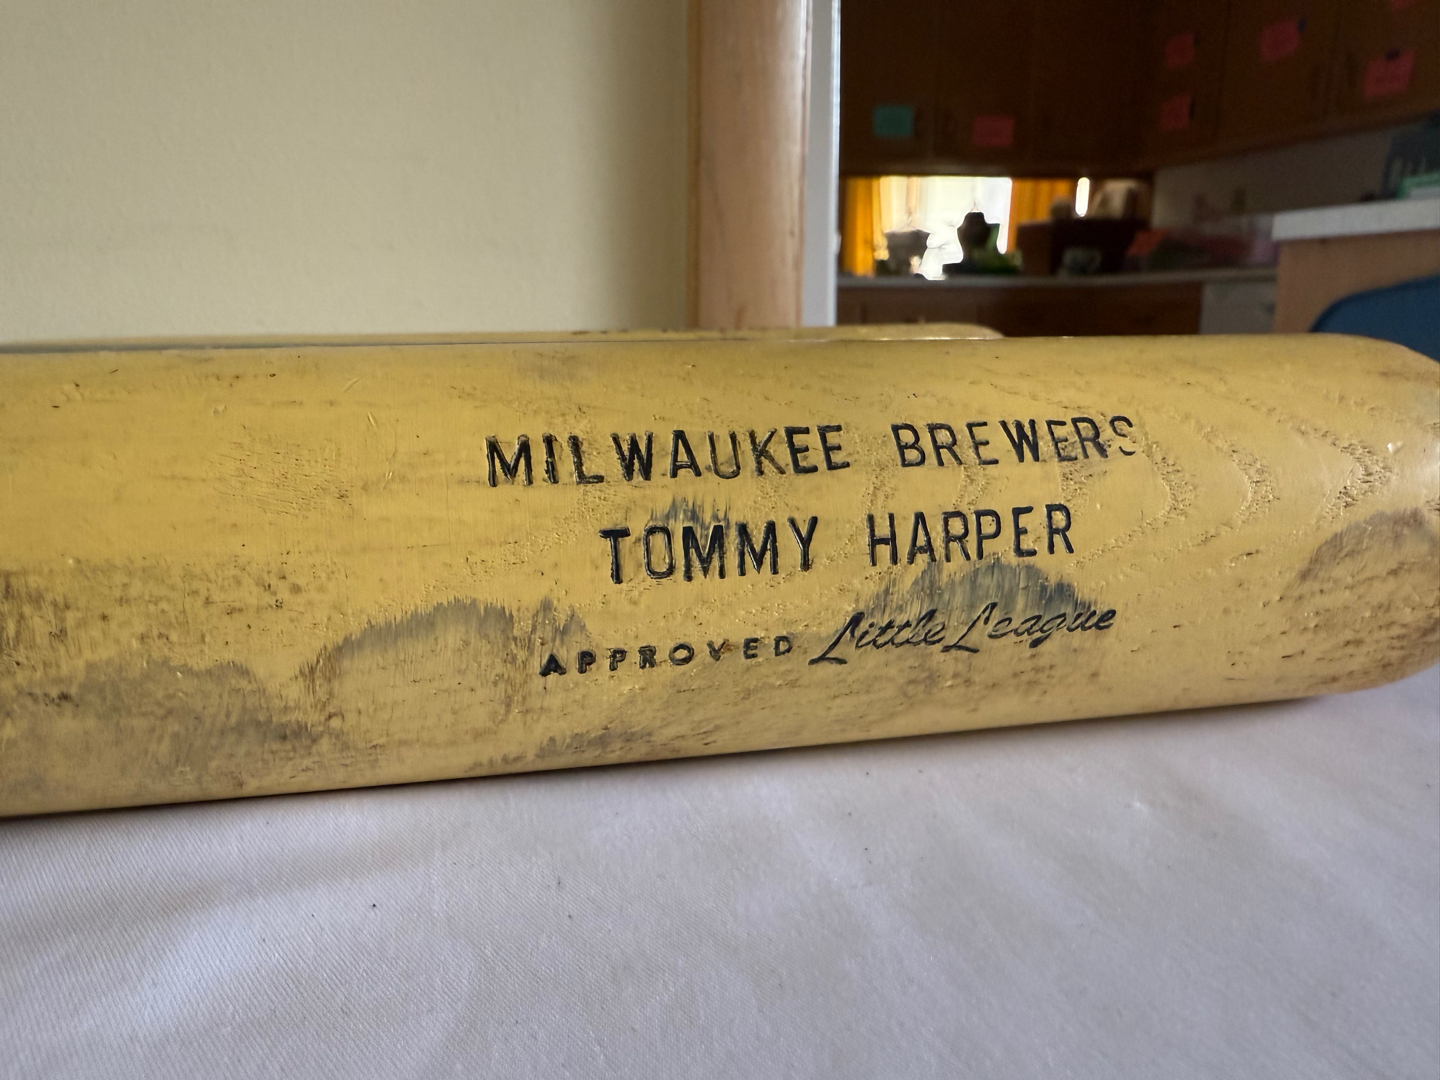 MILWAUKEE BREWERS
TOMMY HARPER
APPROVED Little League